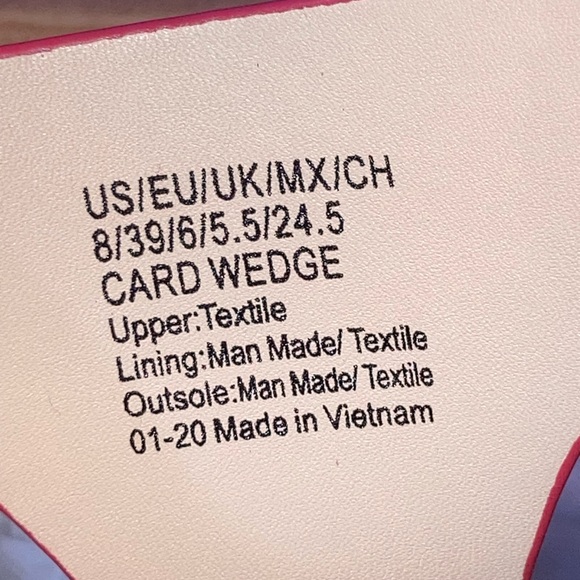 US/EU/UK/MX/CH
8/39/6/5.5/24.5
CARD WEDGE
Upper:Textile
Lining:Man Made/ Textile
Outsole:Man Made/ Textile
01-20 Made in Vietnam